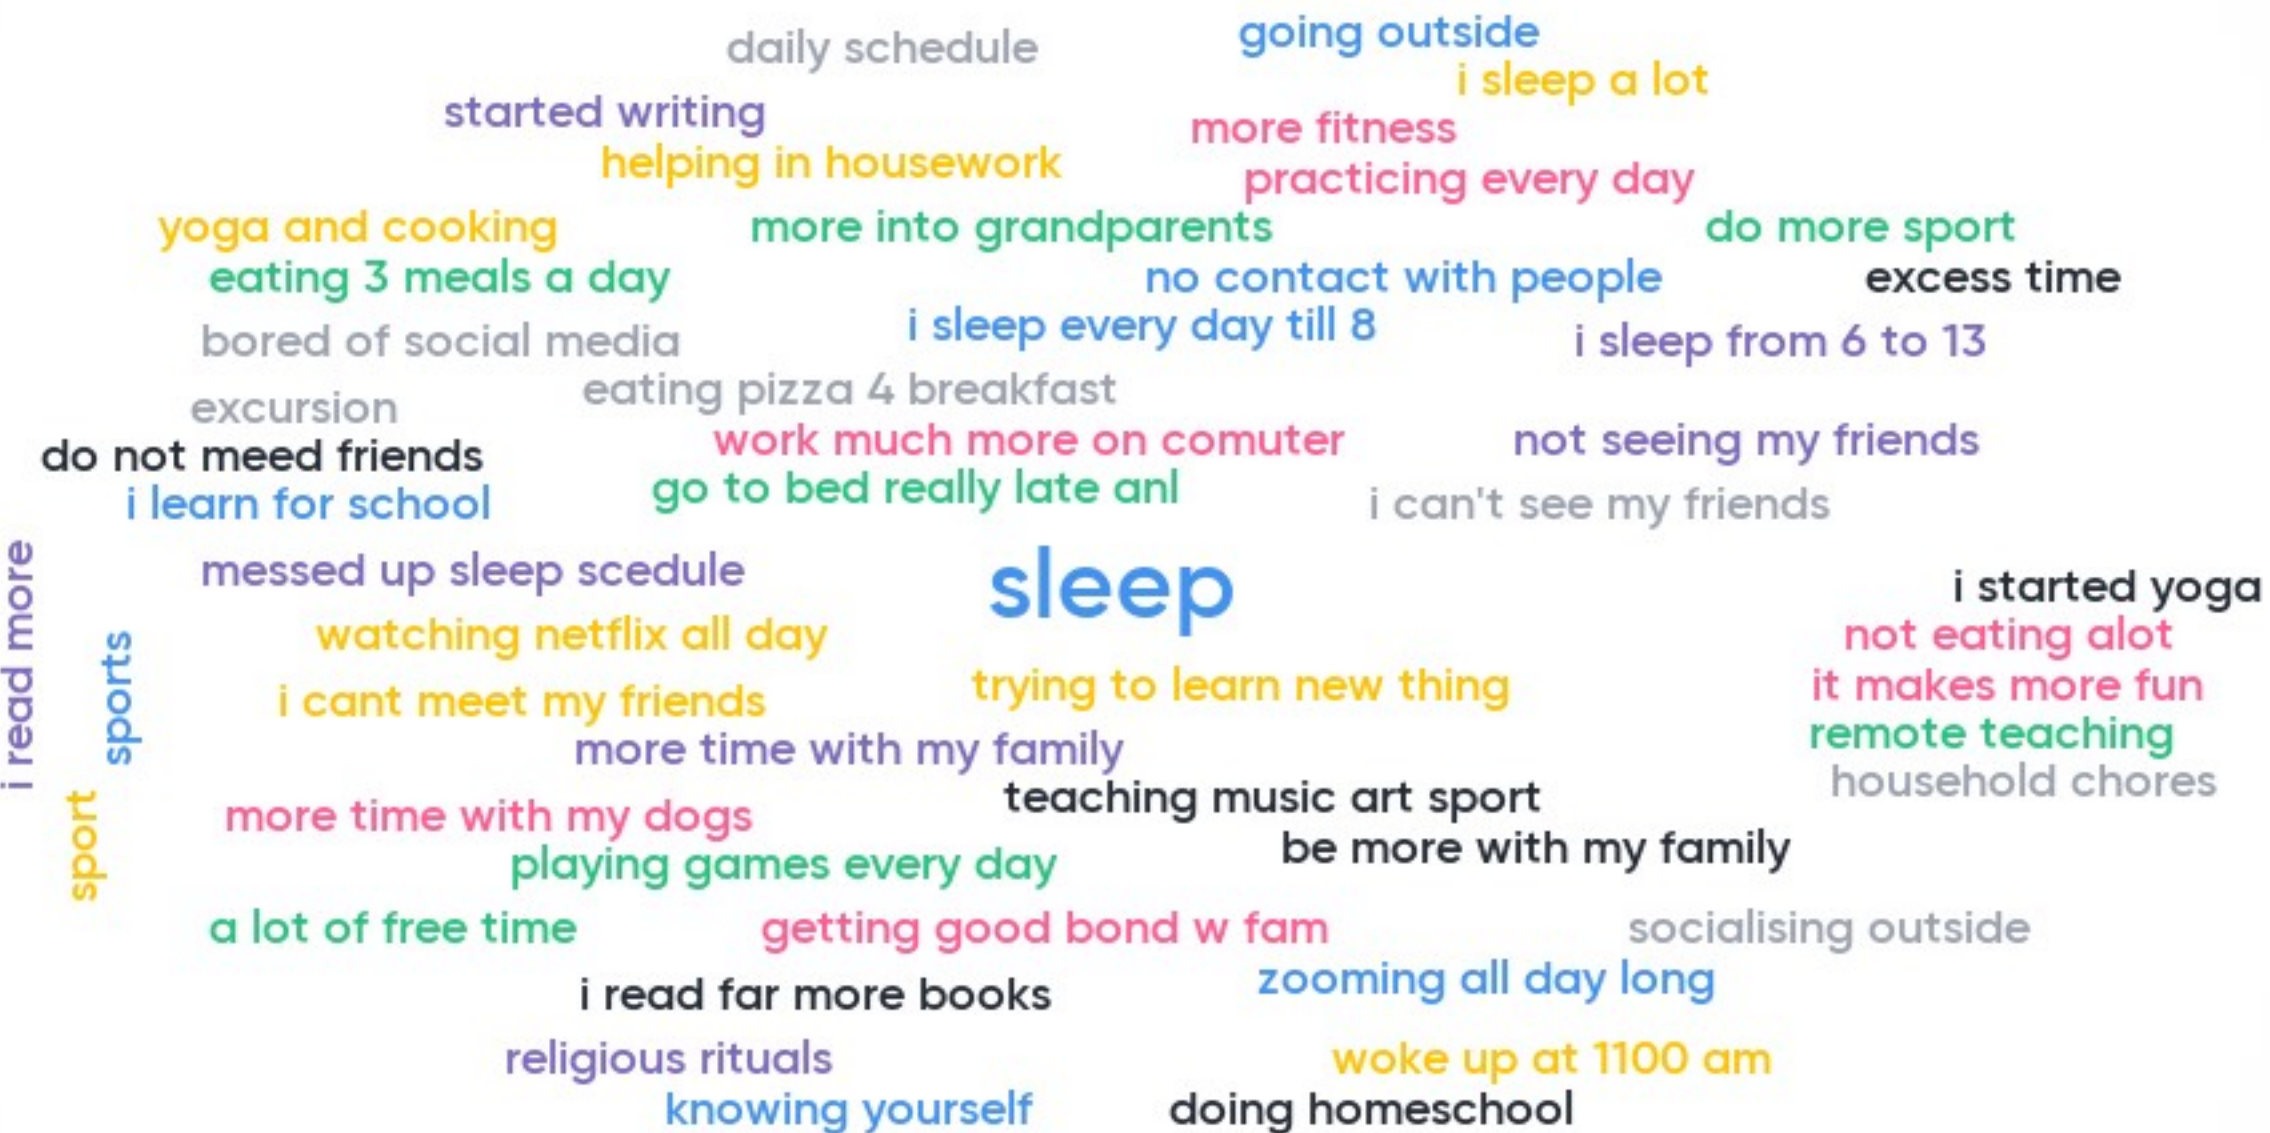 daily schedule
going outside
i sleep a lot
started writing
more fitness
helping in housework
practicing every day
yoga and cooking
more into grandparents
do more sport
eating 3 meals a day
no contact with people
excess time
bored of social media
i sleep every day till 8
i sleep from 6 to 13
excursion
eating pizza 4 breakfast
do not meed friends
work much more on comuter
not seeing my friends
i learn for school
go to bed really late anl
i can't see my friends
i read more
messed up sleep scedule
sleep
i started yoga
sports
watching netflix all day
not eating alot
i cant meet my friends
trying to learn new thing
it makes more fun
more time with my family
remote teaching
sport
more time with my dogs
teaching music art sport
household chores
playing games every day
be more with my family
a lot of free time
getting good bond w fam
socialising outside
i read far more books
zooming all day long
religious rituals
woke up at 1100 am
knowing yourself
doing homeschool